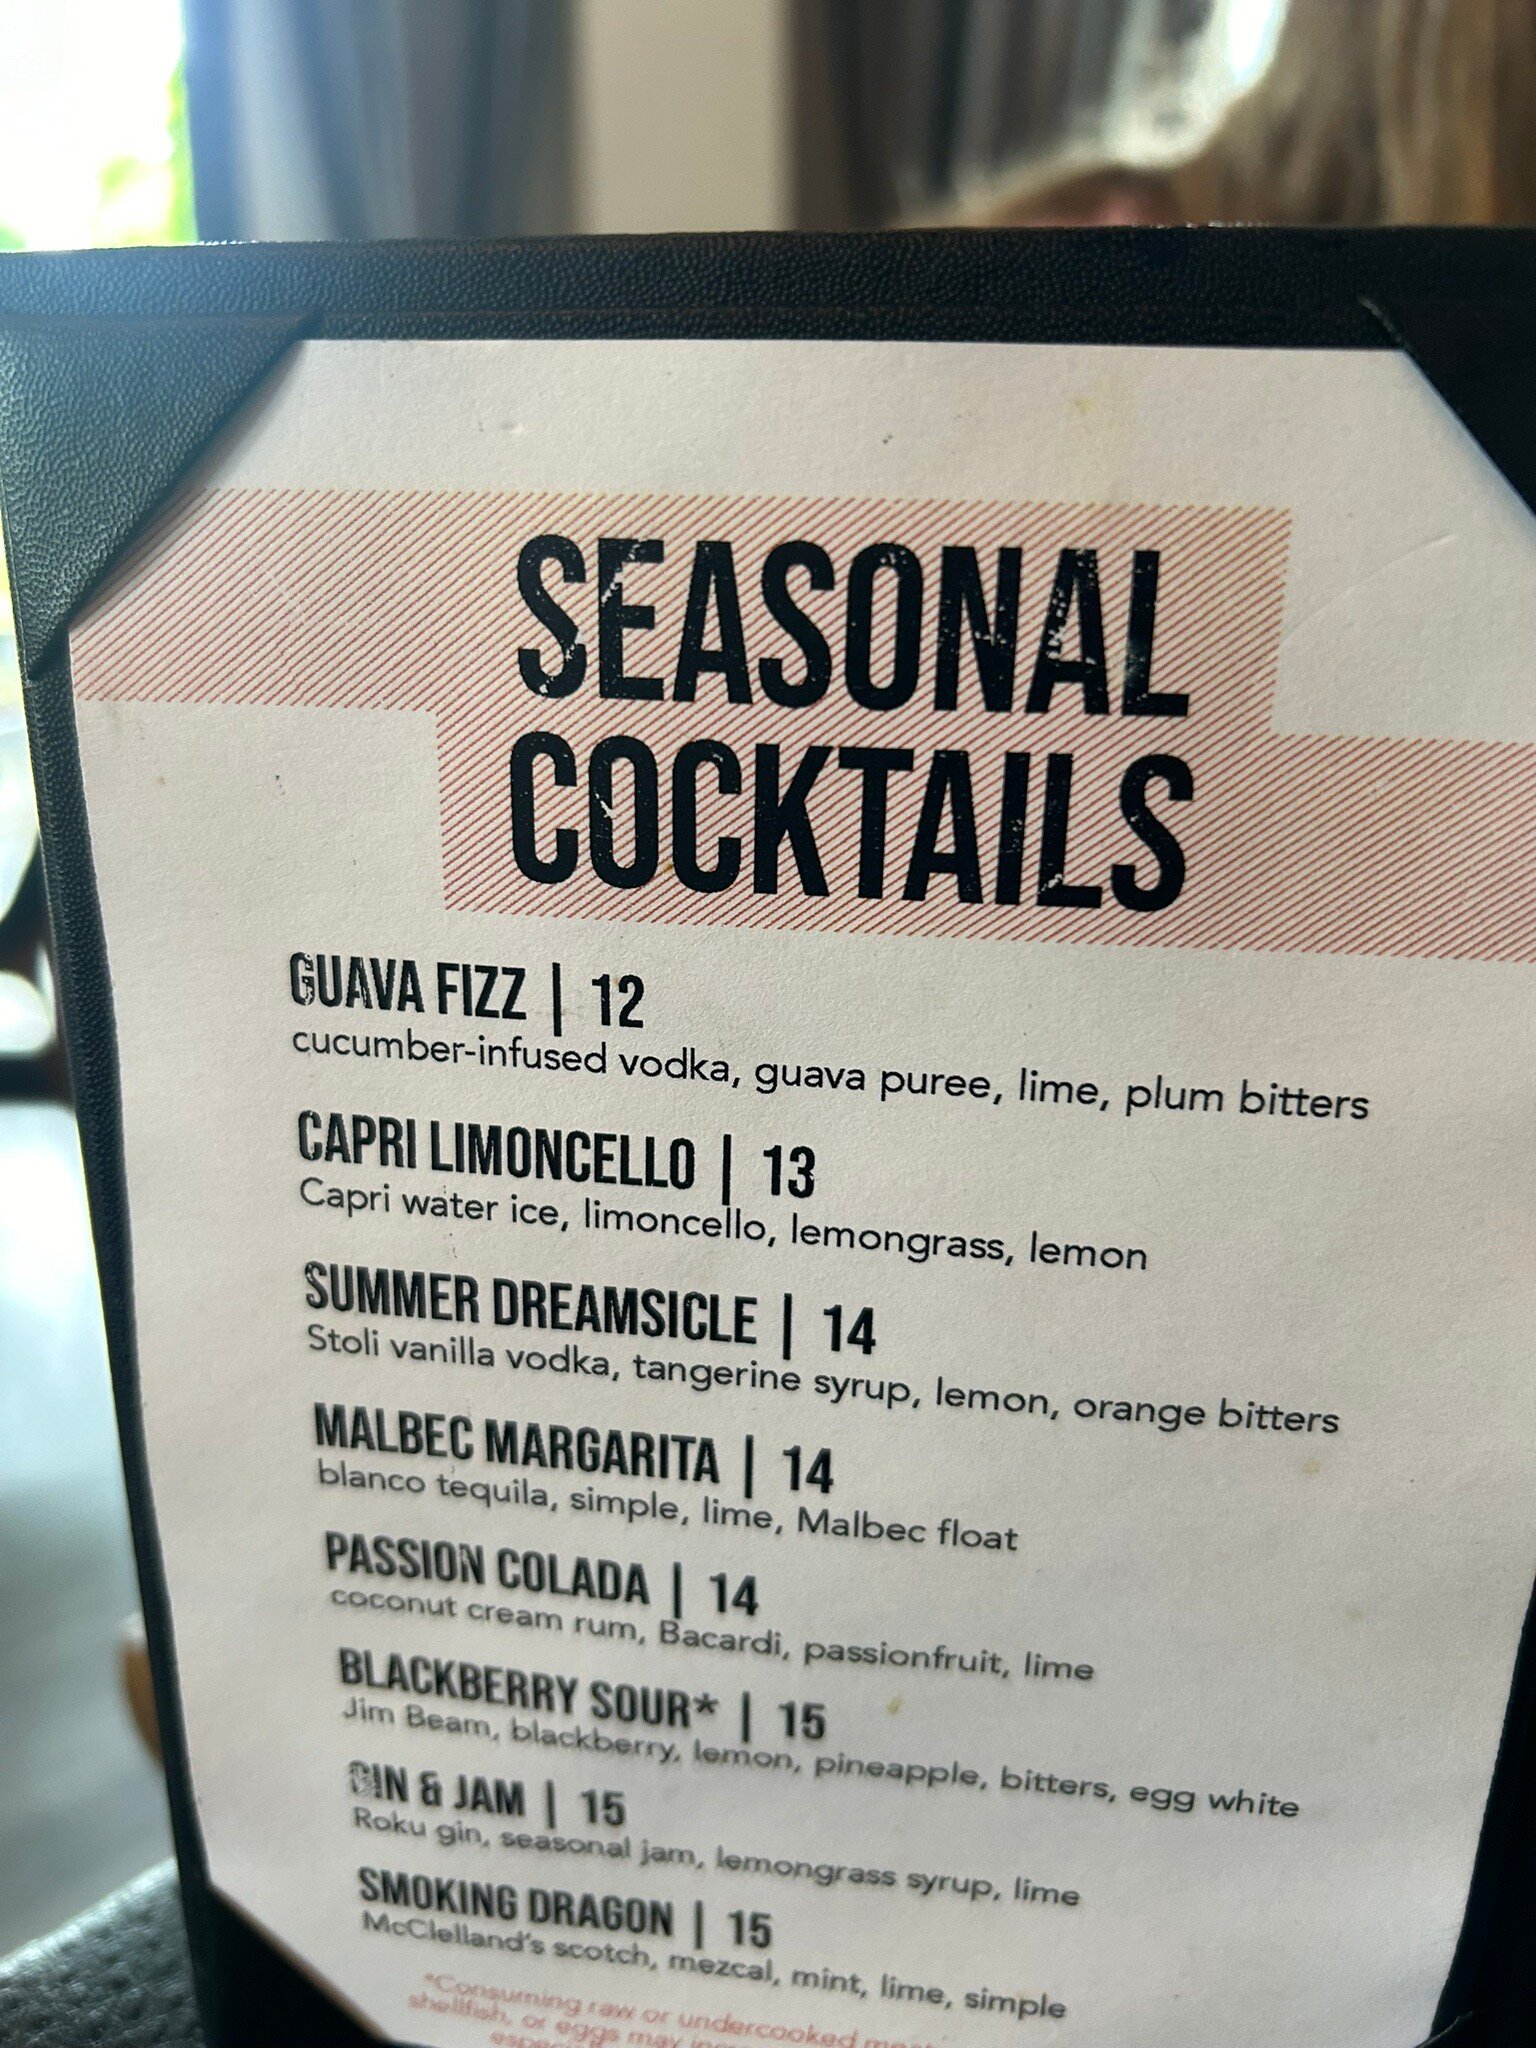 SEASONAL
COCKTAILS
GUAVA FIZZ | 12
cucumber-infused vodka, guava puree, lime, plum bitters
CAPRI LIMONCELLO | 13
Capri water ice, limoncello, lemongrass, lemon
SUMMER DREAMSICLE | 14
Stoli vanilla vodka, tangerine syrup, lemon, orange bitters
MALBEC MARGARITA | 14
blanco tequila, simple, lime, Malbec float
PASSION COLADA | 14
coconut cream rum, Bacardi, passionfruit, lime
BLACKBERRY SOUR* | 15
Jim Beam, blackberry, lemon, pineapple, bitters, egg white
GIN & JAM | 15
Roku gin, seasonal jam, lemongrass syrup, lime
SMOKING DRAGON | 15
McClelland's scotch, mezcal, mint, lime, simple
*Consuming raw or undercooked
shellfish, or eggs may